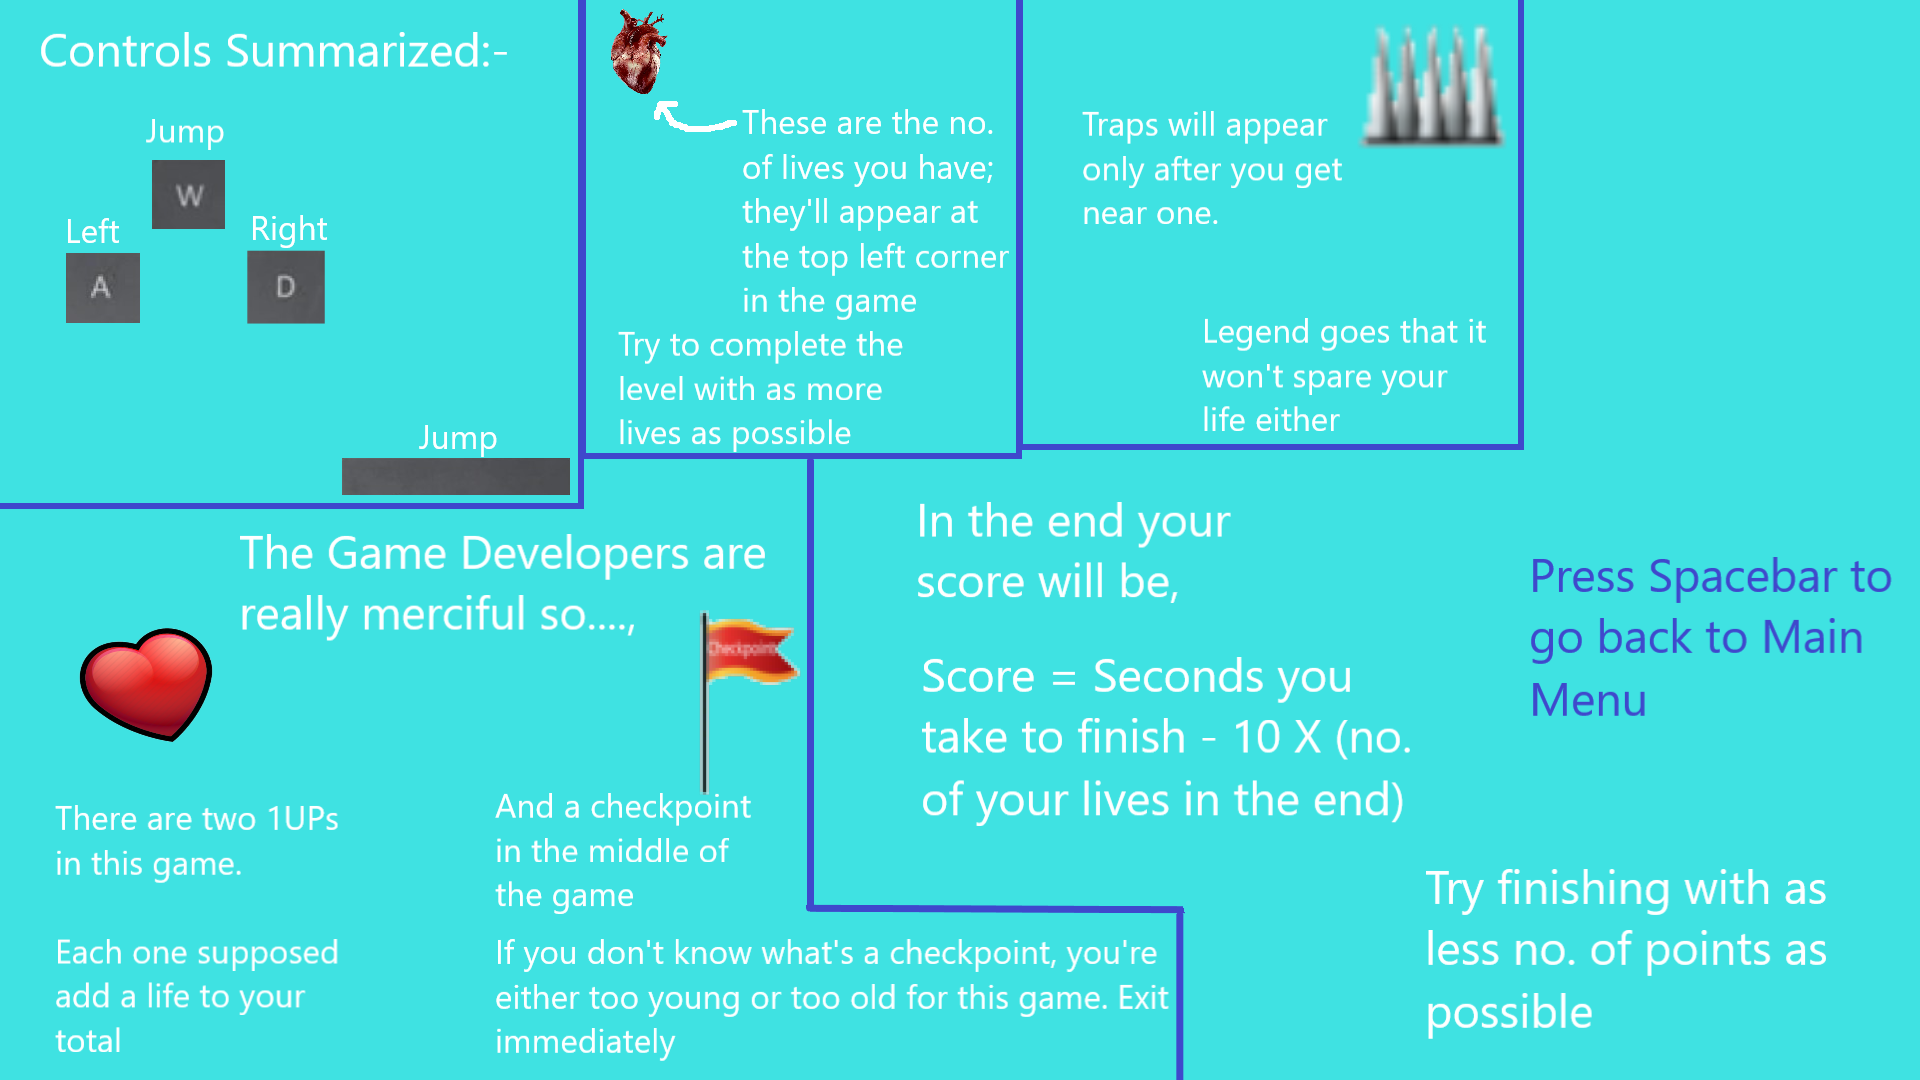 Controls Summarized:-
Jump
W
Left
Right
A
D
Jump
These are the no.
of lives you have;
they'll appear at
the top left corner
in the game
Try to complete the
level with as more
lives as possible
Traps will appear
only after you get
near one.
Legend goes that it
won't spare your
life either
The Game Developers are
really merciful so....,
Checkpoint
There are two 1UPs
in this game.
Each one supposed
add a life to your
total
And a checkpoint
in the middle of
the game
If you don't know what's a checkpoint, you're
either too young or too old for this game. Exit
immediately
In the end your
score will be,
Score = Seconds you
take to finish - 10 X (no.
of your lives in the end)
Press Spacebar to
go back to Main
Menu
Try finishing with as
less no. of points as
possible